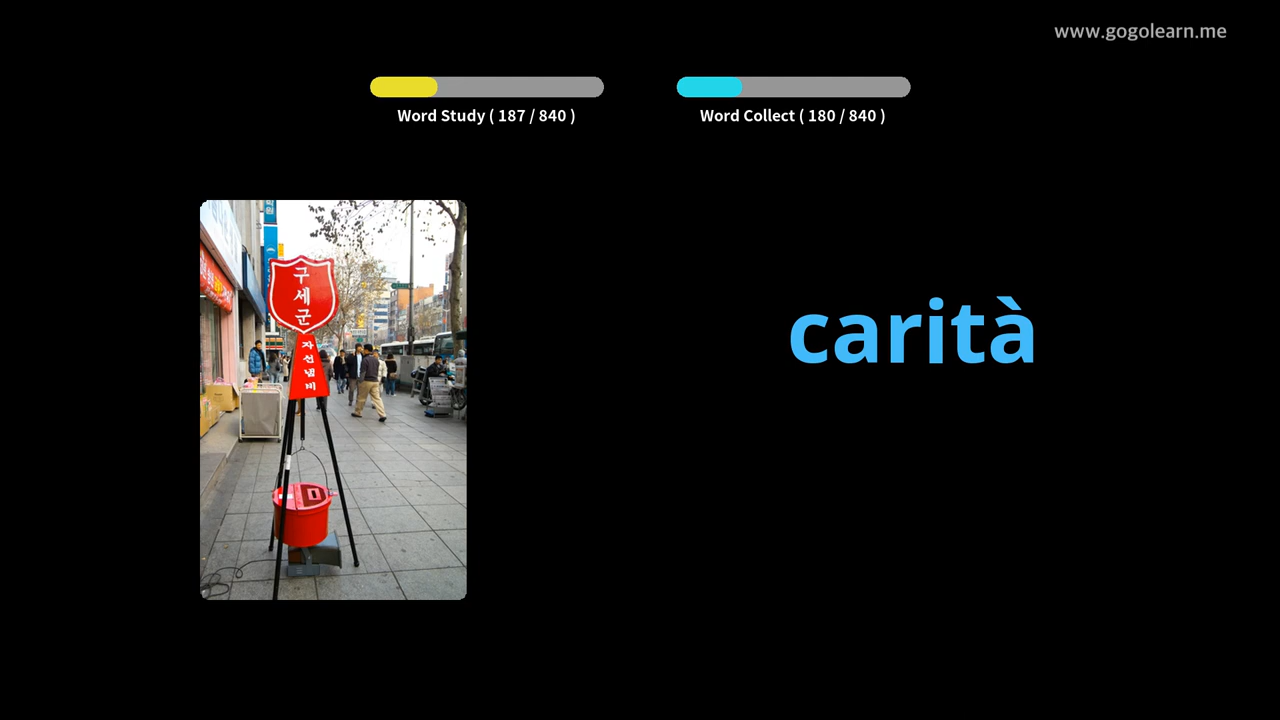 www.gogolearn.me
Word Study ( 187 / 840 )
Word Collect ( 180 / 840 )
구세군
자선냄비
carità